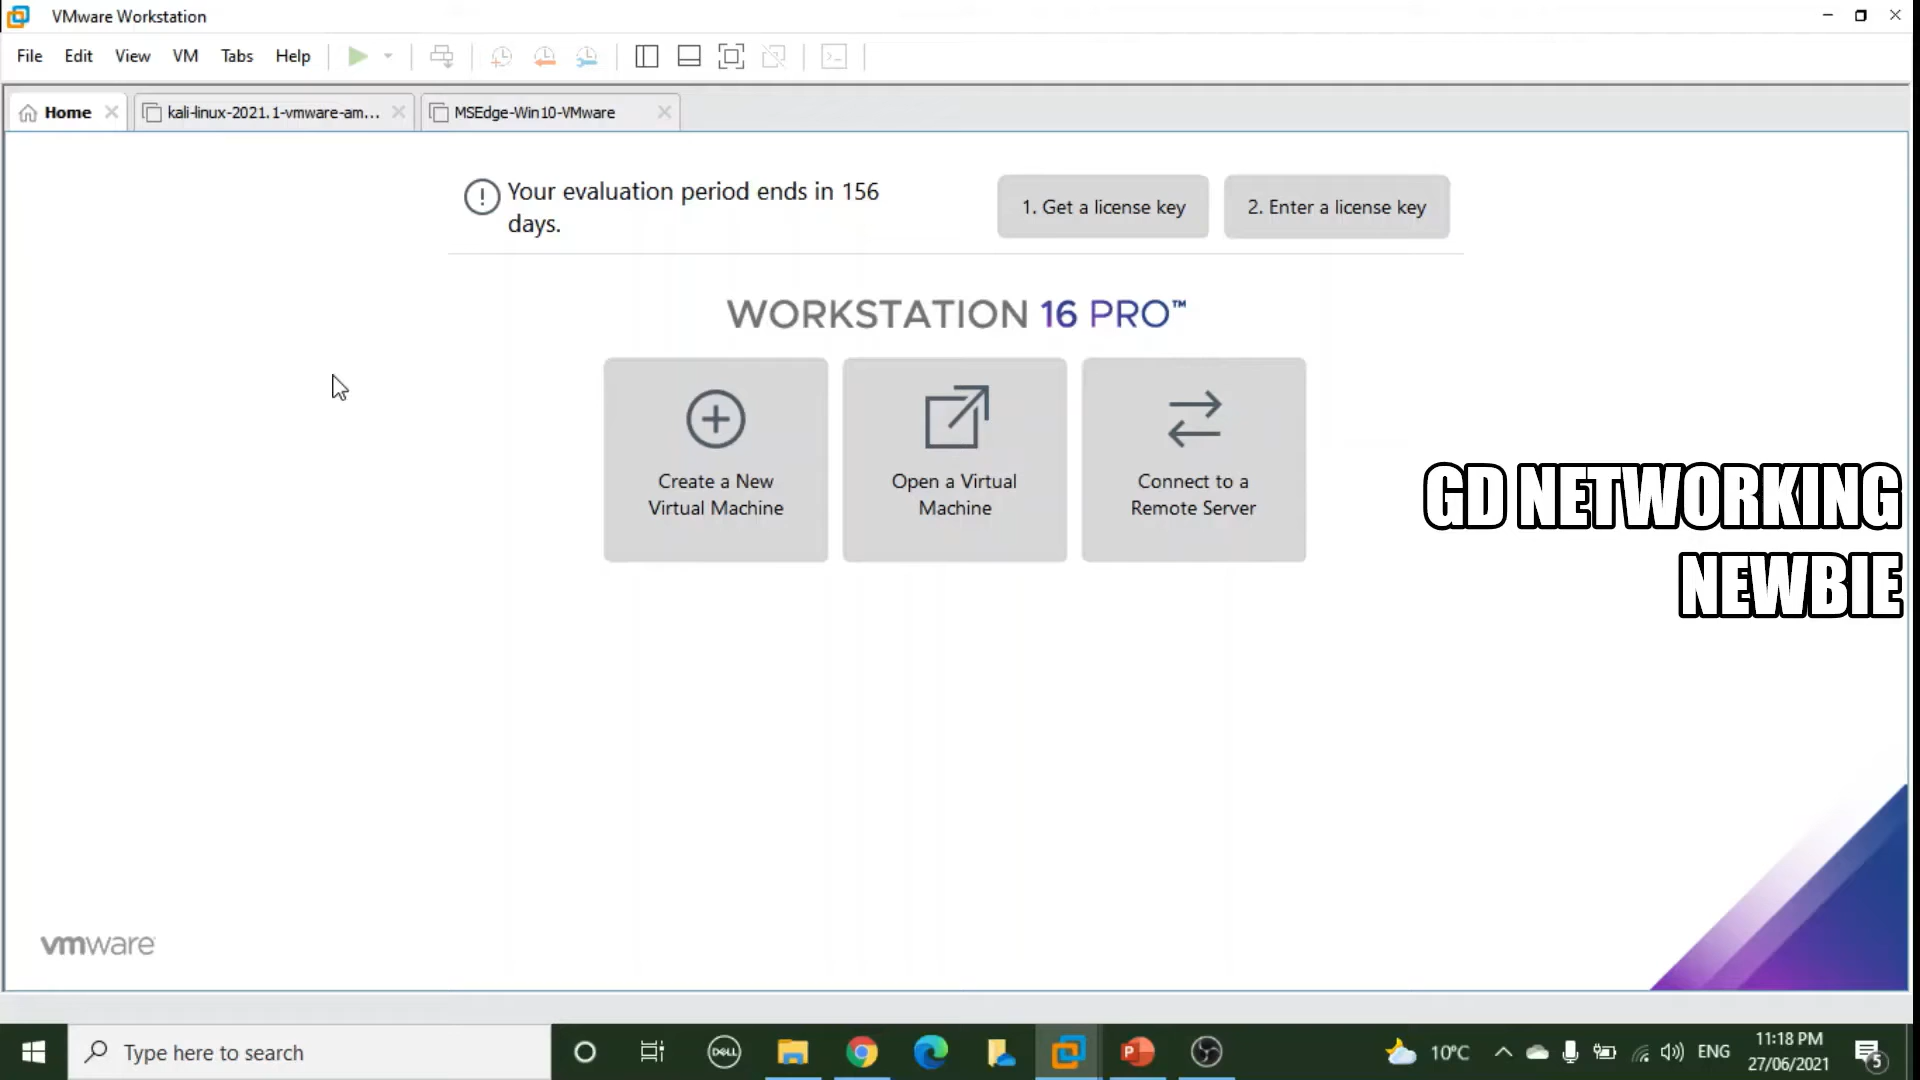 VMware Workstation
File Edit View VM Tabs Help
Home kali-linux-2021.1-vmware-am... MSEdge-Win10-VMware
Your evaluation period ends in 156
days.
1. Get a license key 2. Enter a license key
WORKSTATION 16 PRO™
Create a New
Virtual Machine
Open a Virtual
Machine
Connect to a
Remote Server
GD NETWORKING
NEWBIE
vmware
Type here to search
DELL
P
10°C
ENG
11:18 PM
27/06/2021
5